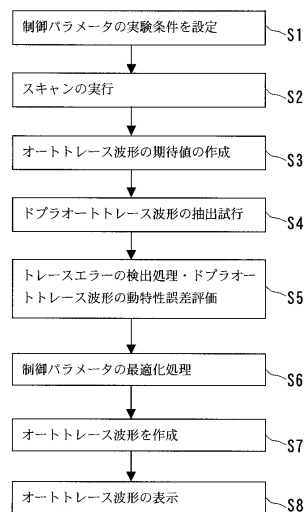 制御パラメータの実験条件を設定
S1
スキャンの実行
S2
オートトレース波形の期待値の作成
S3
ドプラオートトレース波形の抽出試行
S4
トレースエラーの検出処理・ドプラオー
トトレース波形の動特性誤差評価
S5
制御パラメータの最適化処理
S6
オートトレース波形を作成
S7
オートトレース波形の表示
S8